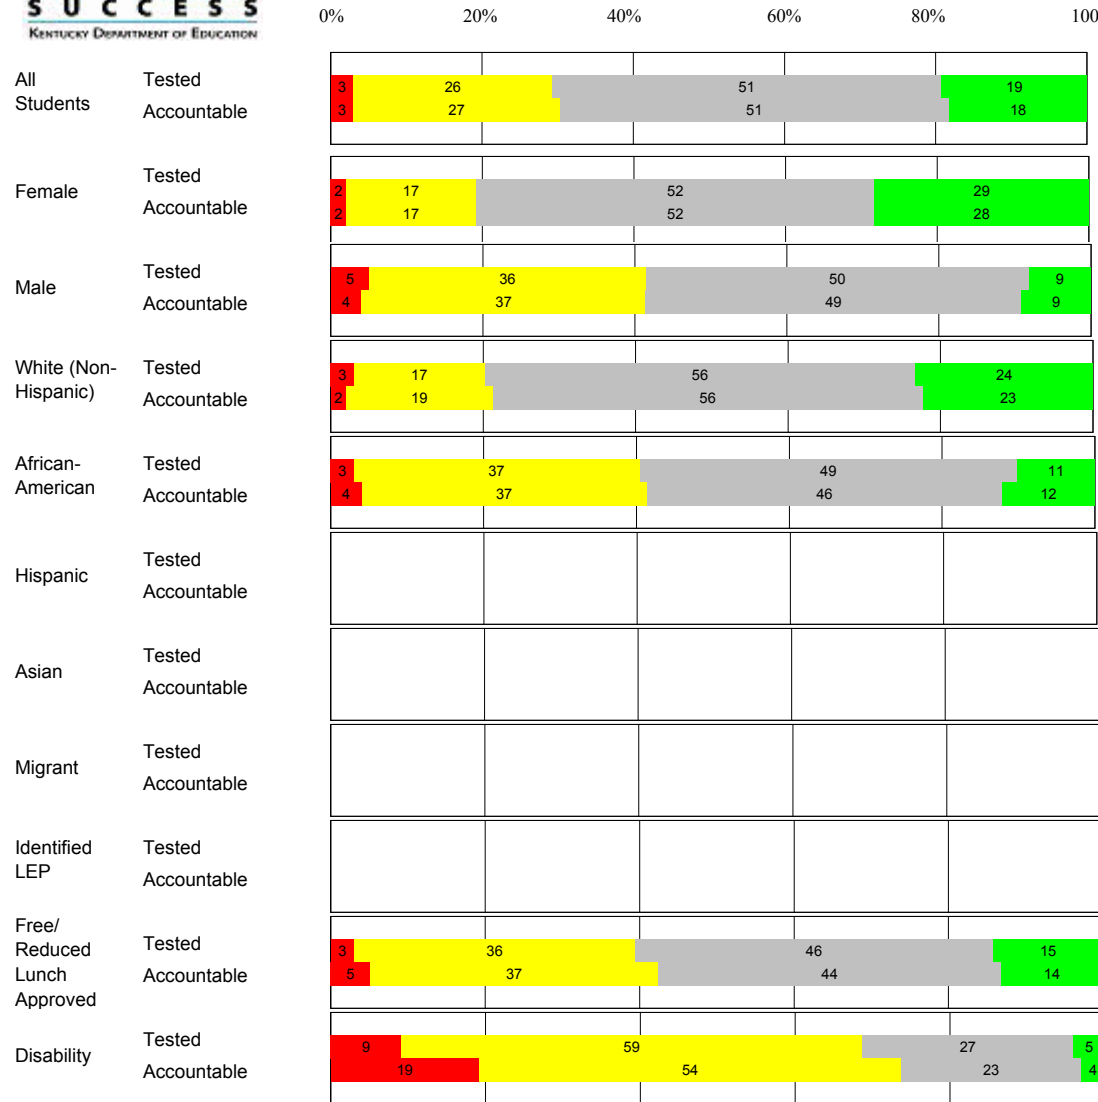 SUCCESS
KENTUCKY DEPARTMENT OF EDUCATION
0% 20% 40% 60% 80% 100
All Students
Tested 3 26 51 19
Accountable 3 27 51 18
Female
Tested 2 17 52 29
Accountable 2 17 52 28
Male
Tested 5 36 50 9
Accountable 4 37 49 9
White (Non-
Hispanic)
Tested 3 17 56 24
Accountable 2 19 56 23
African-
American
Tested 3 37 49 11
Accountable 4 37 46 12
Hispanic
Tested
Accountable
Asian
Tested
Accountable
Migrant
Tested
Accountable
Identified
LEP
Tested
Accountable
Free/
Reduced
Lunch
Approved
Tested 3 36 46 15
Accountable 5 37 44 14
Disability
Tested 9 59 27 5
Accountable 19 54 23 4